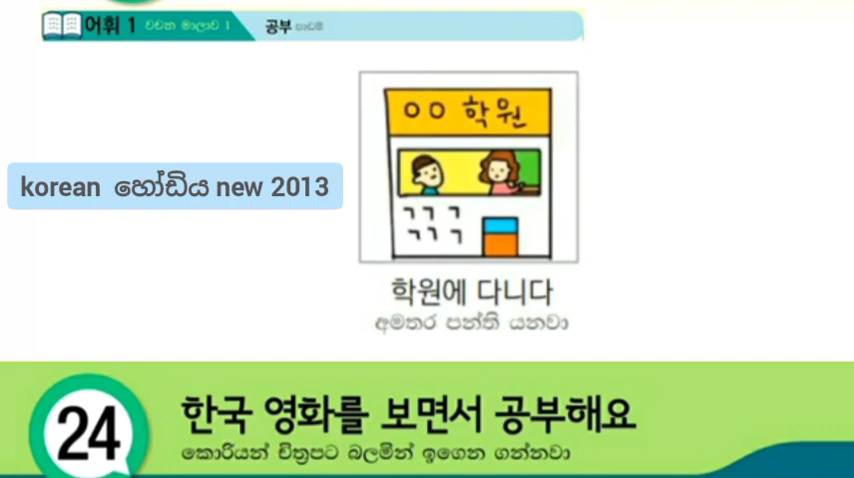 어휘 1 වචන මාලාව 1 공부 පාඩම්
OO 학원
ㄱㄱㄱ
ㄱㄱㄱ
korean හෝඩිය new 2013
학원에 다니다
අමතර පන්ති යනවා
24 한국 영화를 보면서 공부해요
කොරියන් චිත්‍රපට බලමින් ඉගෙන ගන්නවා